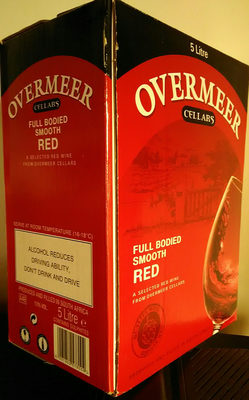 OVERMEER
CELLARS
FULL BODIED
SMOOTH
RED
A SELECTED RED WINE
FROM OVERMEER CELLARS
SERVE AT ROOM TEMPERATURE (16-18°C)
ALCOHOL REDUCES
DRIVING ABILITY,
DON'T DRINK AND DRIVE
PRODUCED AND FILLED IN SOUTH AFRICA
5 Litre e
CONTAINS SULPHITES
5 Litre
OVERMEER
CELLARS
FULL BODIED
SMOOTH
RED
A SELECTED RED WINE
FROM OVERMEER CELLARS